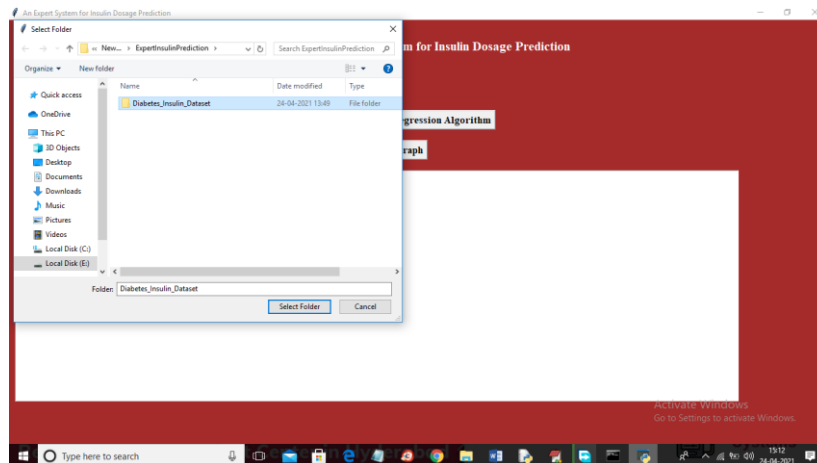 An Expert System for Insulin Dosage Prediction
Select Folder
« New... › ExpertInsulinPrediction ›
Search ExpertInsulinPrediction
m for Insulin Dosage Prediction
Organize
New folder
Name
Date modified
Type
Quick access
Diabetes_Insulin_Dataset
24-04-2021 13:49
File folder
OneDrive
gression Algorithm
This PC
3D Objects
raph
Desktop
Documents
Downloads
Music
Pictures
Videos
Local Disk (C:)
Local Disk (E:)
Folder: Diabetes_Insulin_Dataset
Select Folder
Cancel
Activate Windows
Go to Settings to activate Windows.
Type here to search
15:12
24-04-2021